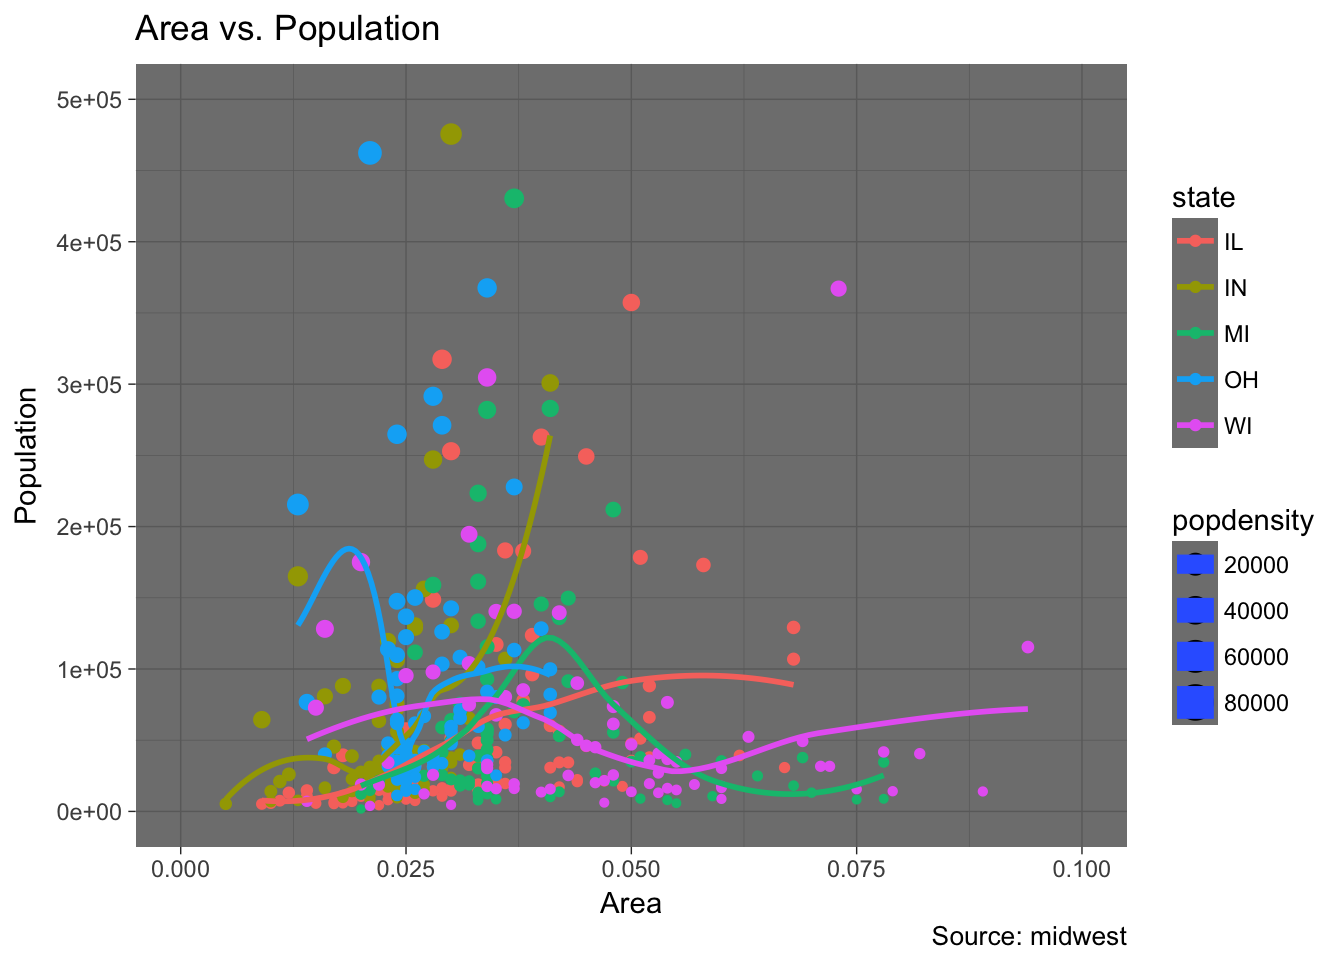 Area vs. Population
5e+05
4e+05
3e+05
2e+05
1e+05
0e+00
Population
0.000 0.025 0.050 0.075 0.100
Area
Source: midwest
state
IL
IN
MI
OH
WI
popdensity
20000
40000
60000
80000